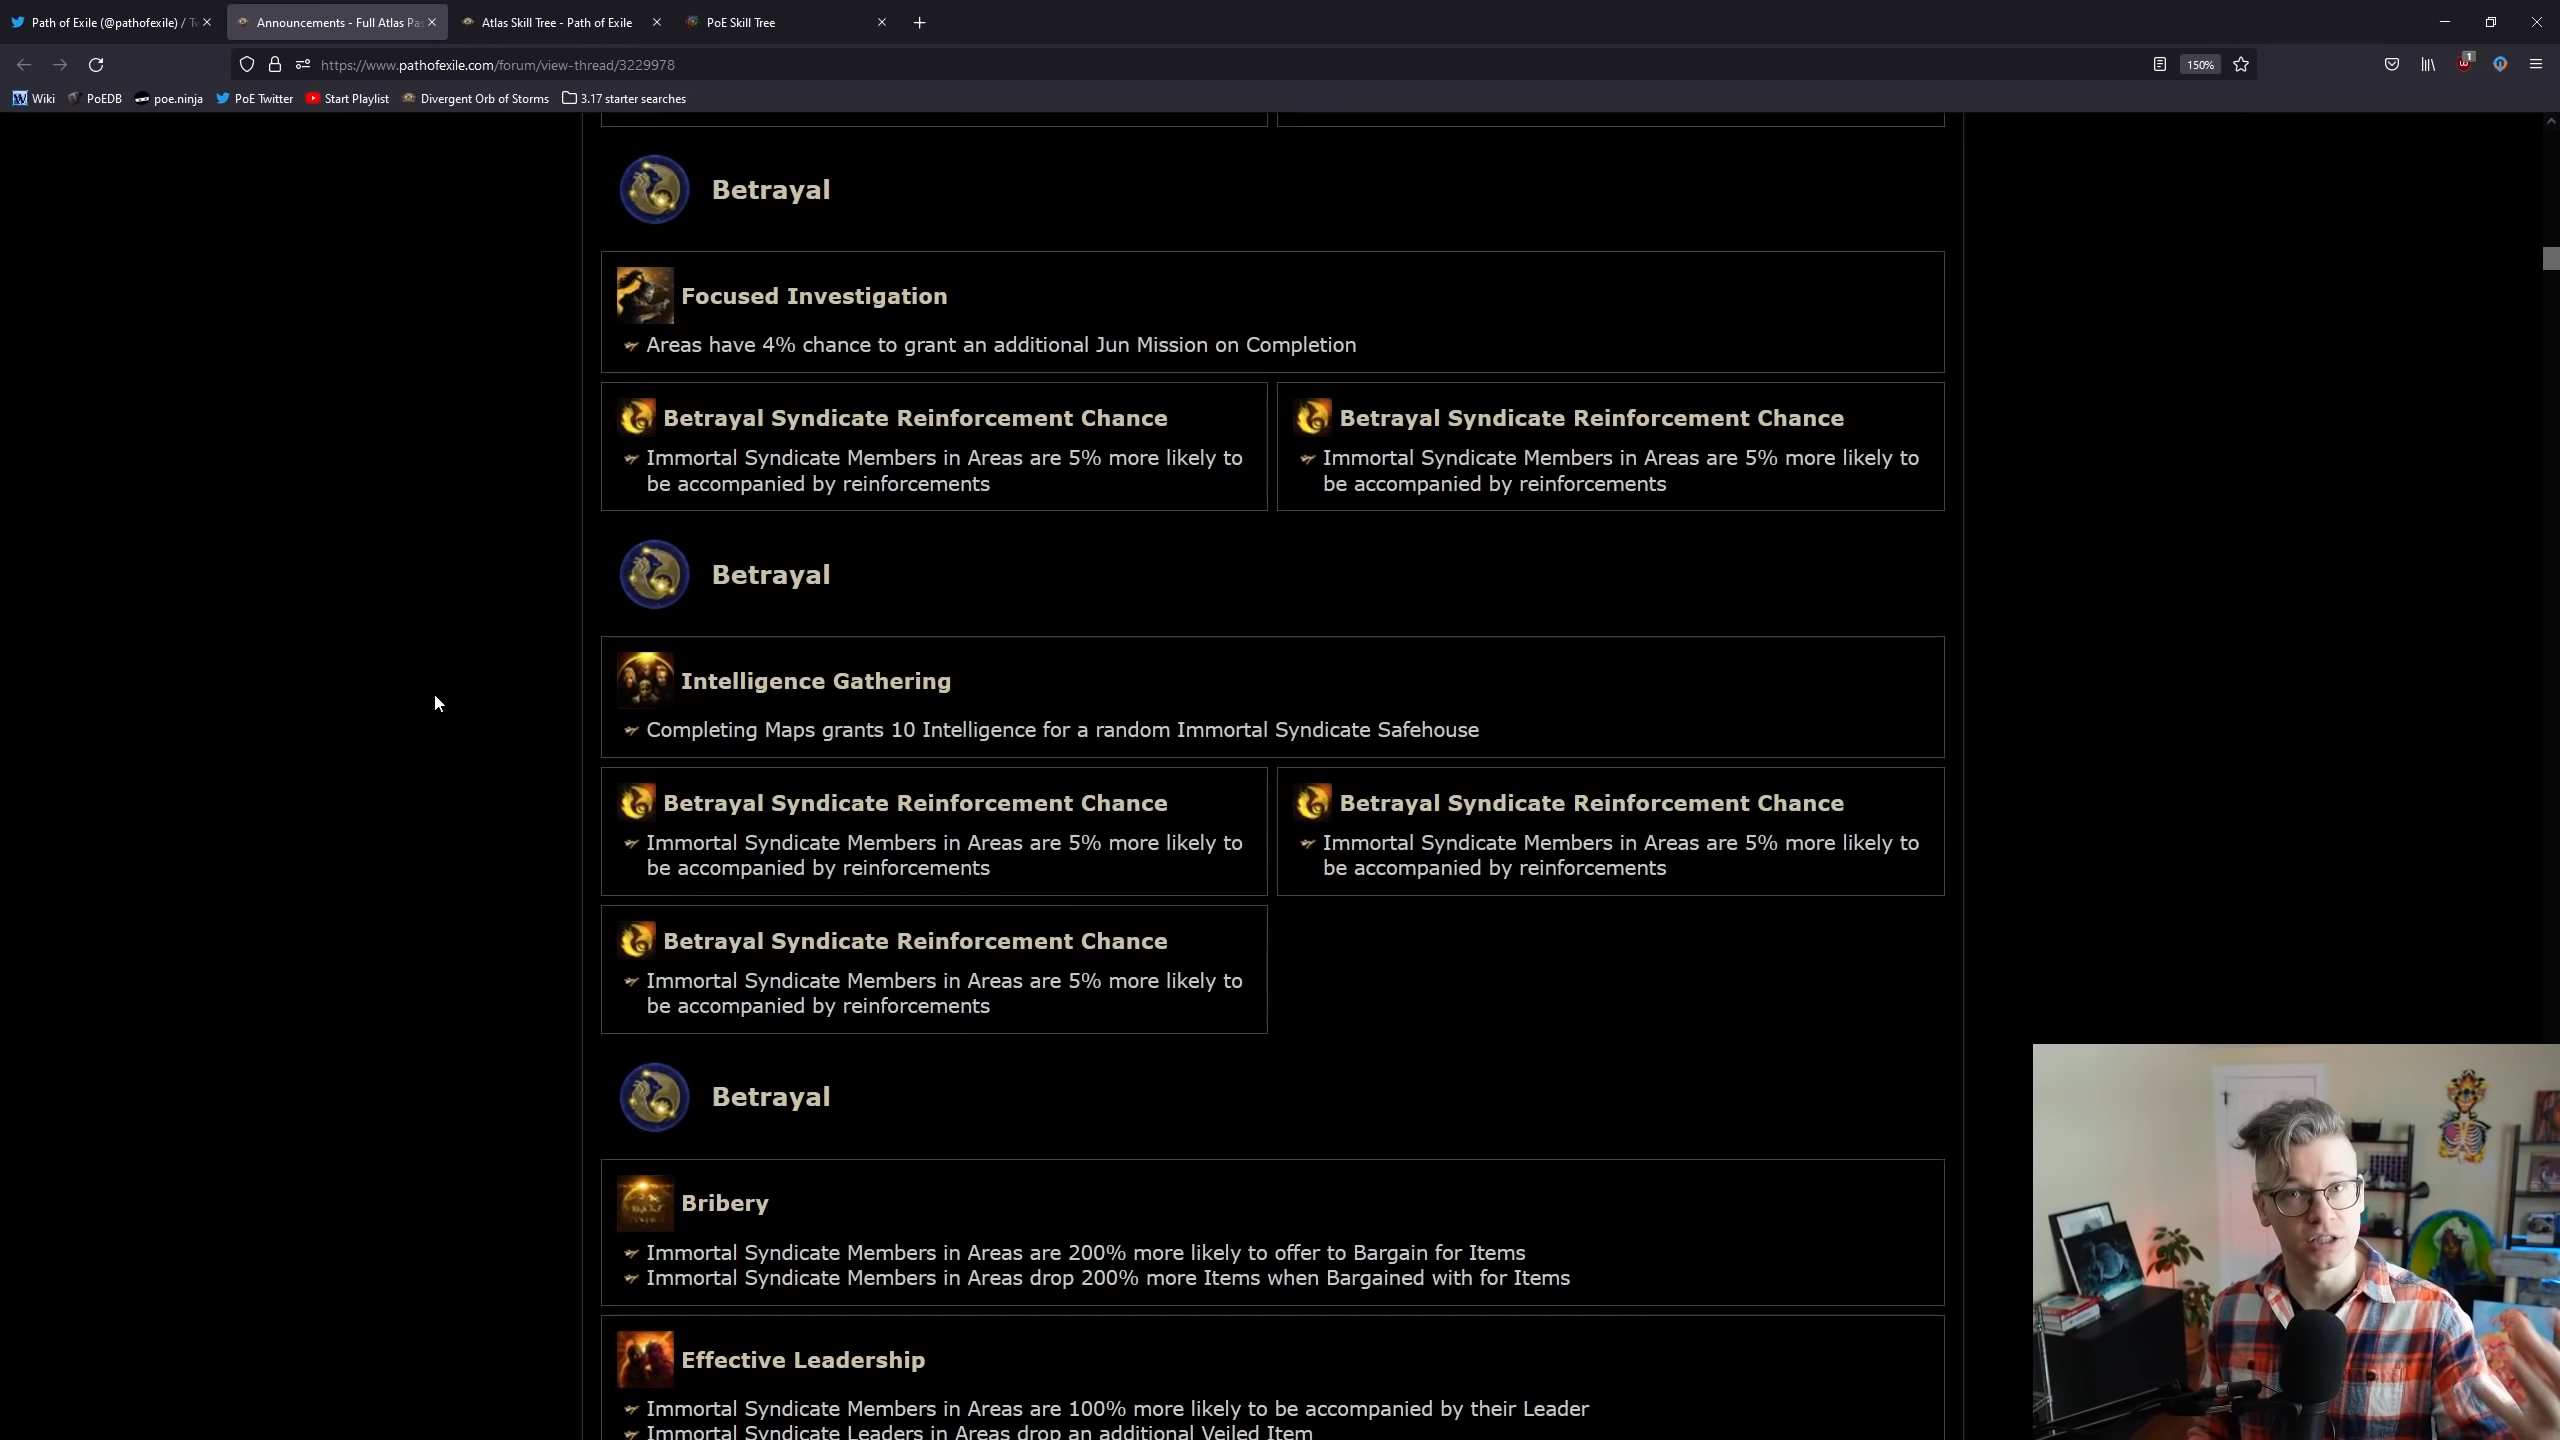 Path of Exile (@pathofexile) / Tw
Announcements - Full Atlas Pas
Atlas Skill Tree - Path of Exile
PoE Skill Tree
https://www.pathofexile.com/forum/view-thread/3229978
150%
1
Wiki
PoEDB
poe.ninja
PoE Twitter
Start Playlist
Divergent Orb of Storms
3.17 starter searches
Betrayal
Focused Investigation
Areas have 4% chance to grant an additional Jun Mission on Completion
Betrayal Syndicate Reinforcement Chance
Immortal Syndicate Members in Areas are 5% more likely to
be accompanied by reinforcements
Betrayal Syndicate Reinforcement Chance
Immortal Syndicate Members in Areas are 5% more likely to
be accompanied by reinforcements
Betrayal
Intelligence Gathering
Completing Maps grants 10 Intelligence for a random Immortal Syndicate Safehouse
Betrayal Syndicate Reinforcement Chance
Immortal Syndicate Members in Areas are 5% more likely to
be accompanied by reinforcements
Betrayal Syndicate Reinforcement Chance
Immortal Syndicate Members in Areas are 5% more likely to
be accompanied by reinforcements
Betrayal Syndicate Reinforcement Chance
Immortal Syndicate Members in Areas are 5% more likely to
be accompanied by reinforcements
Betrayal
Bribery
Immortal Syndicate Members in Areas are 200% more likely to offer to Bargain for Items
Immortal Syndicate Members in Areas drop 200% more Items when Bargained with for Items
Effective Leadership
Immortal Syndicate Members in Areas are 100% more likely to be accompanied by their Leader
Immortal Syndicate Leaders in Areas drop an additional Veiled Item